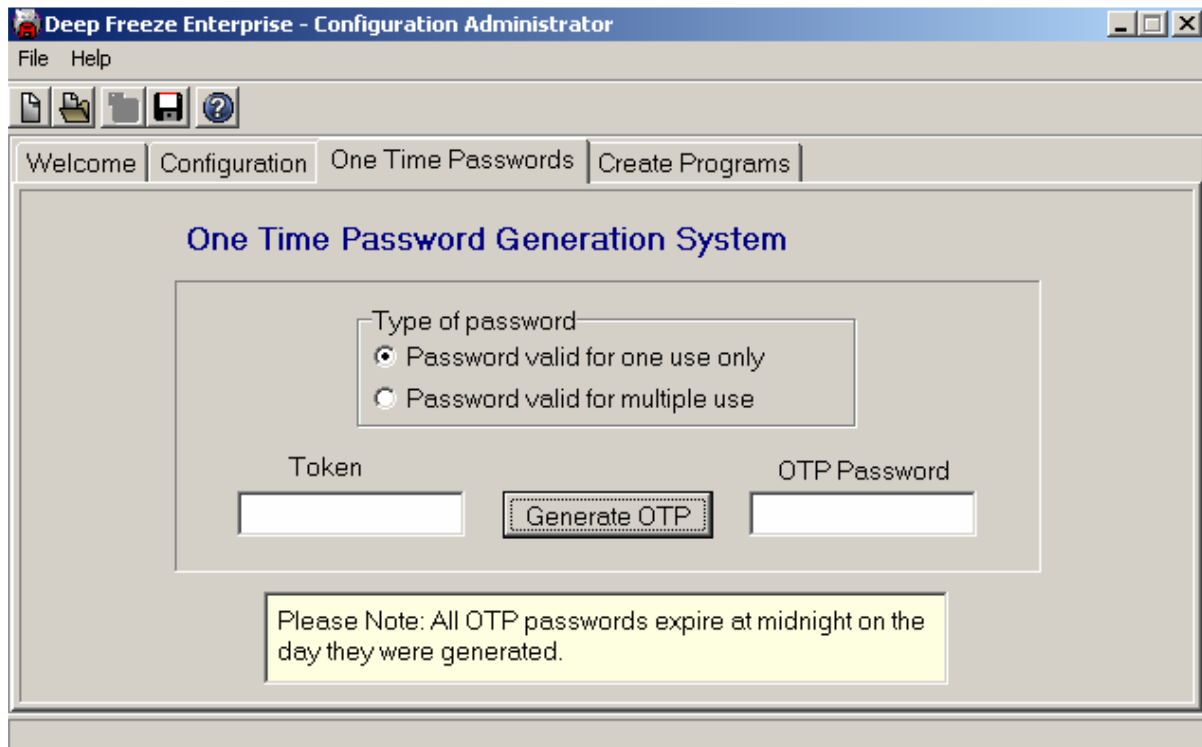 Deep Freeze Enterprise - Configuration Administrator
File Help
Welcome Configuration One Time Passwords Create Programs
One Time Password Generation System
Type of password
Password valid for one use only
Password valid for multiple use
Token
OTP Password
Generate OTP
Please Note: All OTP passwords expire at midnight on the
day they were generated.